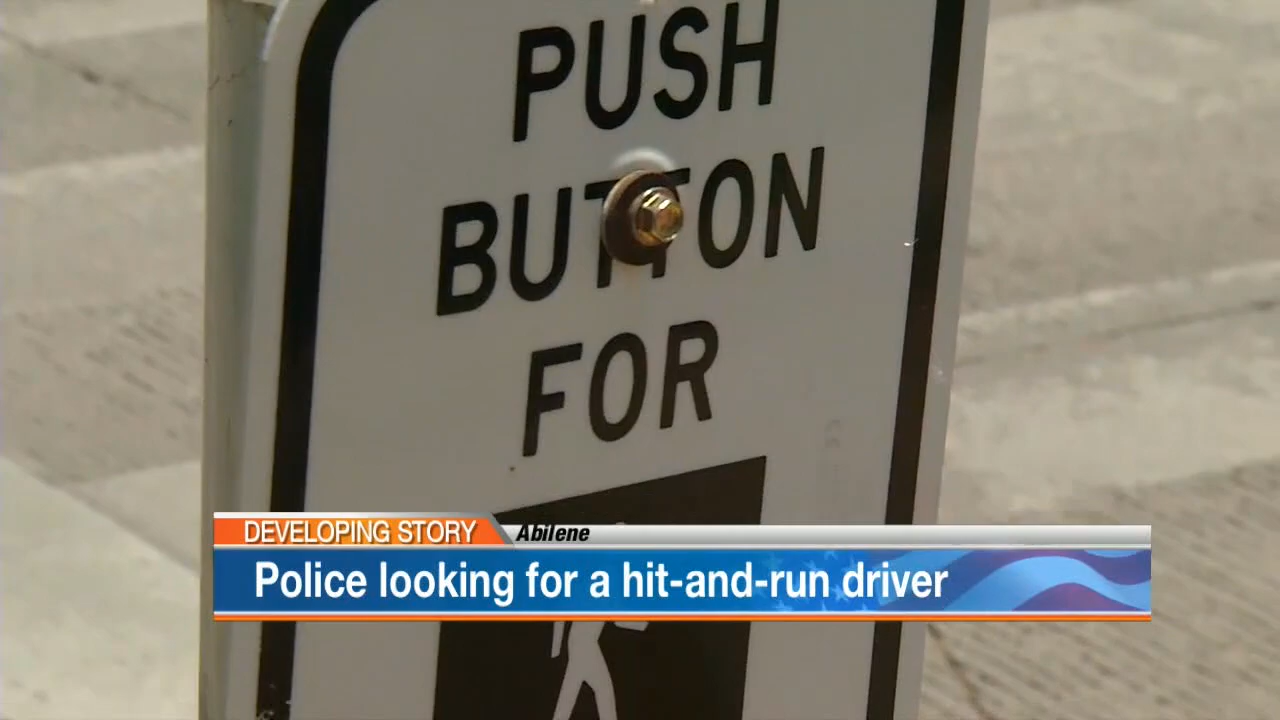 PUSH
BUTTON
FOR
DEVELOPING STORY
Abilene
Police looking for a hit-and-run driver